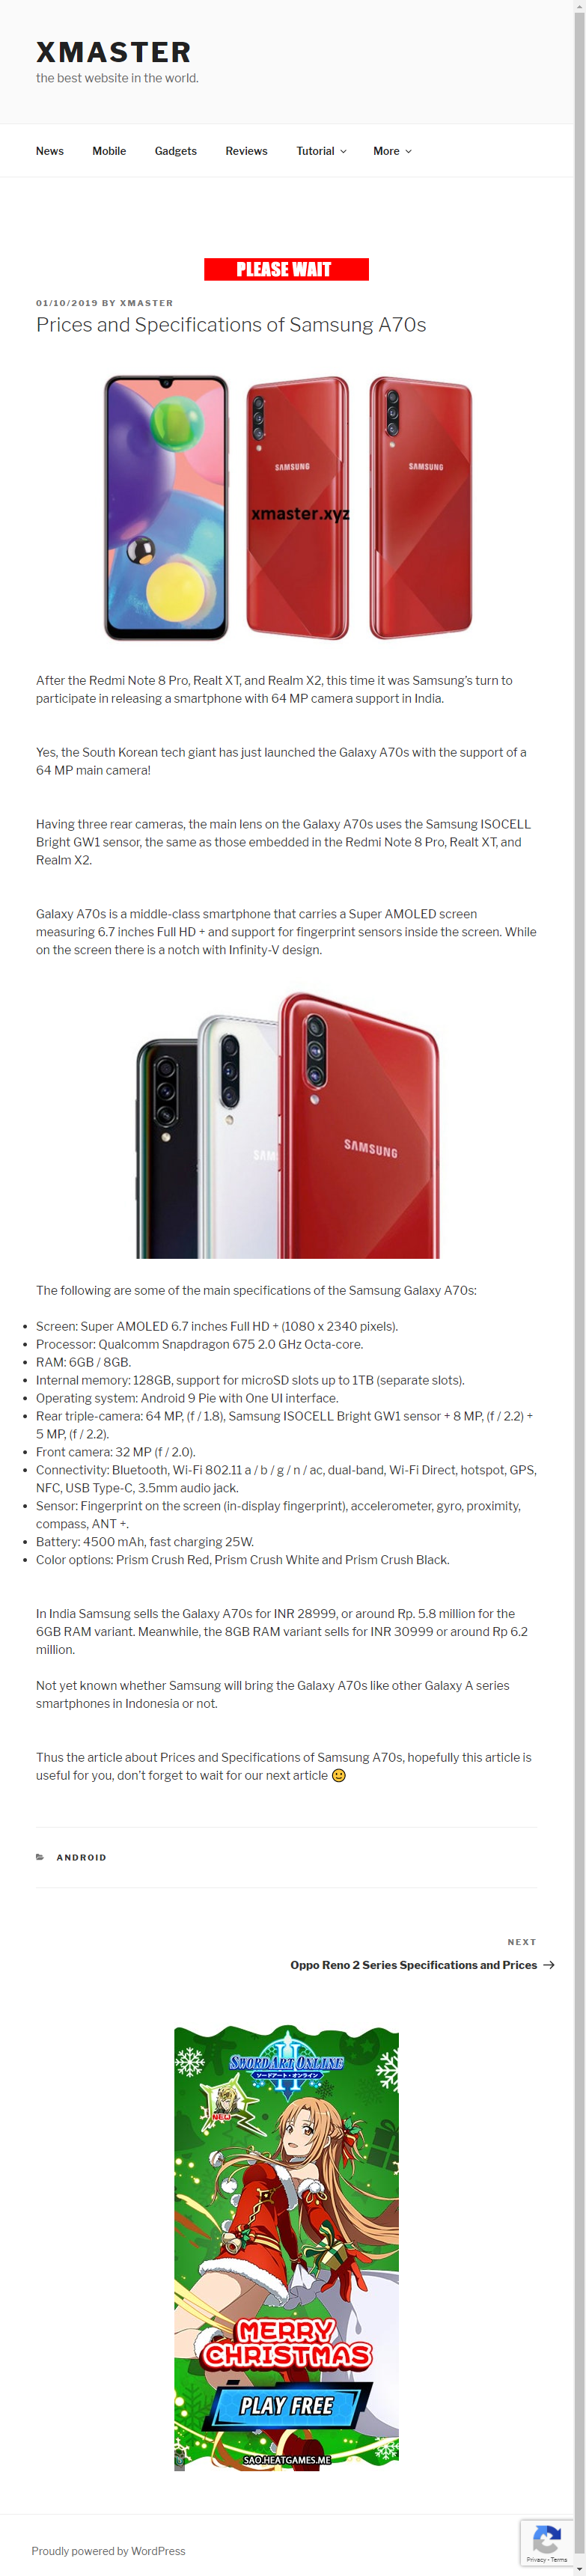 XMASTER
the best website in the world.
News Mobile Gadgets Reviews Tutorial More
PLEASE WAIT
01/10/2019 BY XMASTER
Prices and Specifications of Samsung A70s
SAMSUNG
SAMSUNG
xmaster.xyz
After the Redmi Note 8 Pro, Realt XT, and Realm X2, this time it was Samsung’s turn to
participate in releasing a smartphone with 64 MP camera support in India.
Yes, the South Korean tech giant has just launched the Galaxy A70s with the support of a
64 MP main camera!
Having three rear cameras, the main lens on the Galaxy A70s uses the Samsung ISOCELL
Bright GW1 sensor, the same as those embedded in the Redmi Note 8 Pro, Realt XT, and
Realm X2.
Galaxy A70s is a middle-class smartphone that carries a Super AMOLED screen
measuring 6.7 inches Full HD + and support for fingerprint sensors inside the screen. While
on the screen there is a notch with Infinity-V design.
SAM
SAMSUNG
The following are some of the main specifications of the Samsung Galaxy A70s:
• Screen: Super AMOLED 6.7 inches Full HD + (1080 x 2340 pixels).
• Processor: Qualcomm Snapdragon 675 2.0 GHz Octa-core.
• RAM: 6GB / 8GB.
• Internal memory: 128GB, support for microSD slots up to 1TB (separate slots).
• Operating system: Android 9 Pie with One UI interface.
• Rear triple-camera: 64 MP, (f / 1.8), Samsung ISOCELL Bright GW1 sensor + 8 MP, (f / 2.2) +
5 MP, (f / 2.2).
• Front camera: 32 MP (f / 2.0).
• Connectivity: Bluetooth, Wi-Fi 802.11 a / b / g / n / ac, dual-band, Wi-Fi Direct, hotspot, GPS,
NFC, USB Type-C, 3.5mm audio jack.
• Sensor: Fingerprint on the screen (in-display fingerprint), accelerometer, gyro, proximity,
compass, ANT +.
• Battery: 4500 mAh, fast charging 25W.
• Color options: Prism Crush Red, Prism Crush White and Prism Crush Black.
In India Samsung sells the Galaxy A70s for INR 28999, or around Rp. 5.8 million for the
6GB RAM variant. Meanwhile, the 8GB RAM variant sells for INR 30999 or around Rp 6.2
million.
Not yet known whether Samsung will bring the Galaxy A70s like other Galaxy A series
smartphones in Indonesia or not.
Thus the article about Prices and Specifications of Samsung A70s, hopefully this article is
useful for you, don’t forget to wait for our next article 🙂
ANDROID
NEXT
Oppo Reno 2 Series Specifications and Prices →
II
SWORD ART ONLINE
ソードアート・オンライン
NEW
MERRY
CHRISTMAS
PLAY FREE
SAO.HEATGAMES.ME
Proudly powered by WordPress
Privacy - Terms